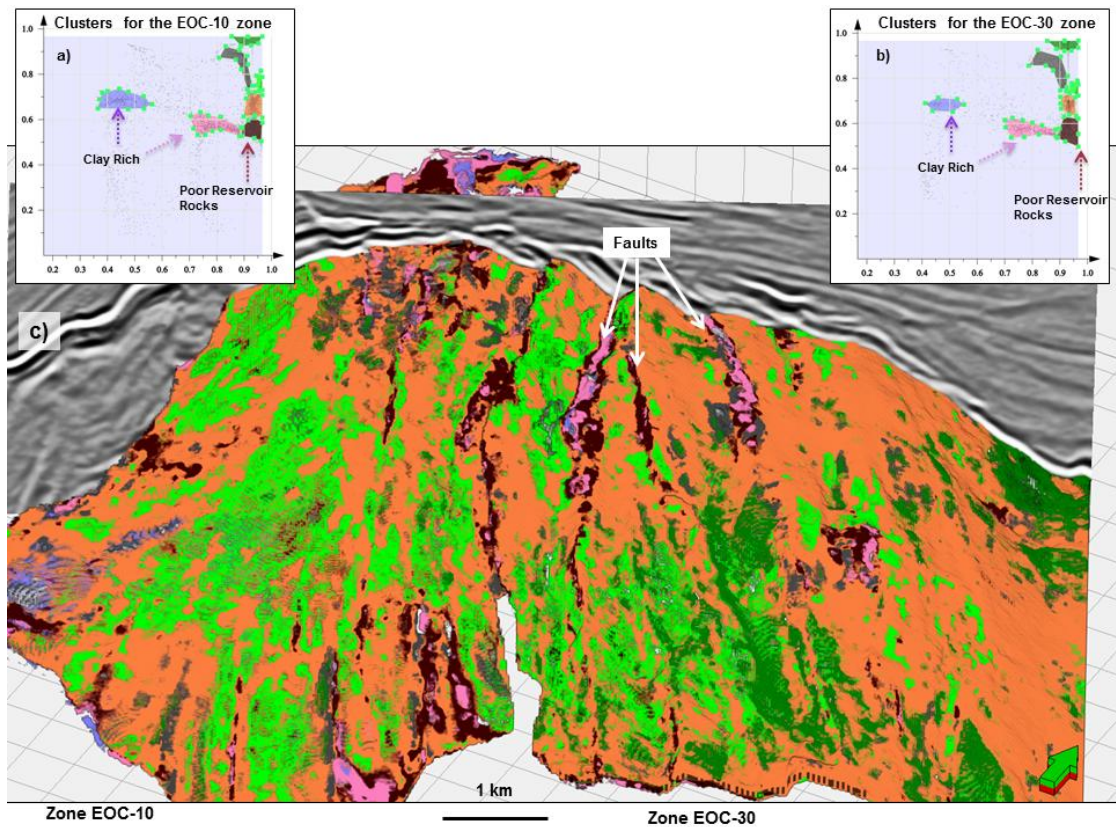 Clusters for the EOC-10 zone
1.0
a)
0.8
0.6
Clay Rich
0.4
Poor Reservoir
Rocks
0.2
0.2 0.3 0.4 0.5 0.6 0.7 0.8 0.9 1.0
Clusters for the EOC-30 zone
1.0
b)
0.8
0.6
Clay Rich
0.4
Poor Reservoir
Rocks
0.2
0.2 0.3 0.4 0.5 0.6 0.7 0.8 0.9 1.0
Faults
c)
1 km
Zone EOC-10
Zone EOC-30